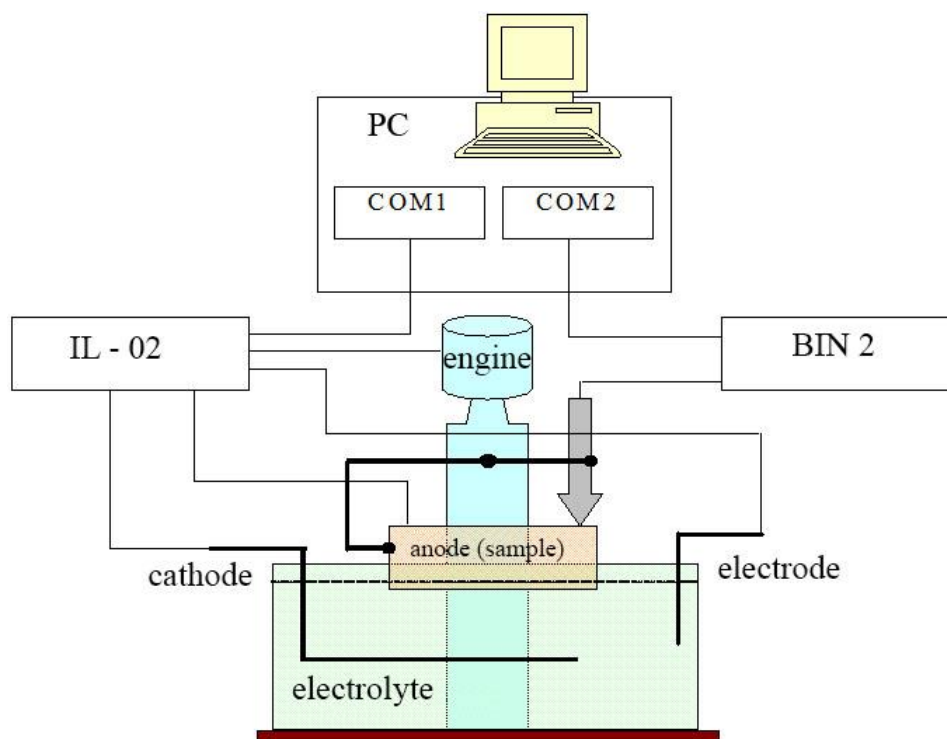 PC
COM1
COM2
IL - 02
engine
BIN 2
anode (sample)
cathode
electrode
electrolyte